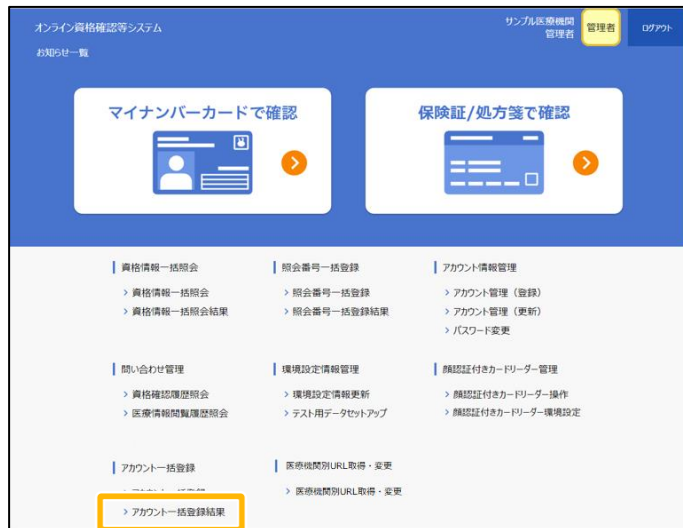 オンライン資格確認等システム
サンプル医療機関
管理者
管理者
ログアウト
お知らせ一覧
マイナンバーカードで確認
保険証/処方箋で確認
資格情報一括照会
> 資格情報一括照会
> 資格情報一括照会結果
照会番号一括登録
> 照会番号一括登録
> 照会番号一括登録結果
アカウント情報管理
> アカウント管理（登録）
> アカウント管理（更新）
> パスワード変更
問い合わせ管理
> 資格確認履歴照会
> 医療情報閲覧履歴照会
環境設定情報管理
> 環境設定情報更新
> テスト用データセットアップ
顔認証付きカードリーダー管理
> 顔認証付きカードリーダー操作
> 顔認証付きカードリーダー環境設定
アカウント一括登録
> アカウント一括登録結果
医療機関別URL取得・変更
> 医療機関別URL取得・変更